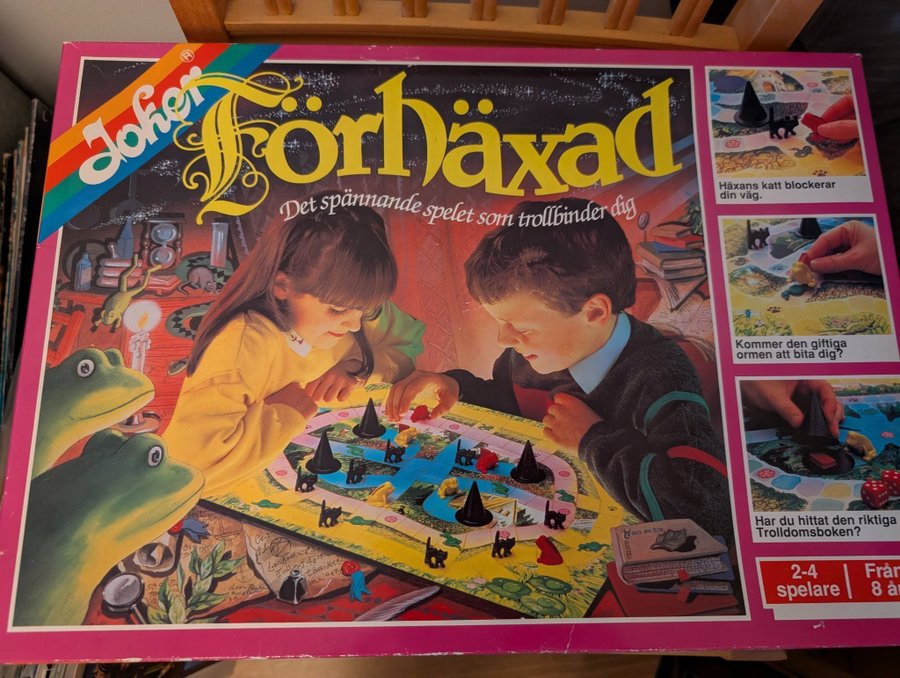 Joker®
Förhäxad
Det spännande spelet som trollbinder dig
Häxans katt blockerar
din väg.
Kommer den giftiga
ormen att bita dig?
Har du hittat den riktiga
Trolldomsboken?
2-4
spelare
Från
8 år